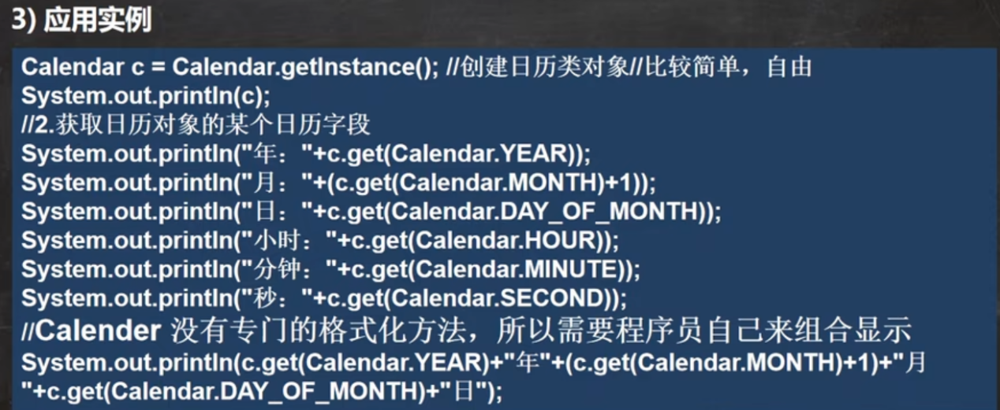 3) 应用实例
Calendar c = Calendar.getInstance(); //创建日历类对象//比较简单，自由
System.out.println(c);
//2.获取日历对象的某个日历字段
System.out.println("年："+c.get(Calendar.YEAR));
System.out.println("月："+(c.get(Calendar.MONTH)+1));
System.out.println("日："+c.get(Calendar.DAY_OF_MONTH));
System.out.println("小时："+c.get(Calendar.HOUR));
System.out.println("分钟："+c.get(Calendar.MINUTE));
System.out.println("秒："+c.get(Calendar.SECOND));
//Calender 没有专门的格式化方法，所以需要程序员自己来组合显示
System.out.println(c.get(Calendar.YEAR)+"年"+(c.get(Calendar.MONTH)+1)+"月
"+c.get(Calendar.DAY_OF_MONTH)+"日");